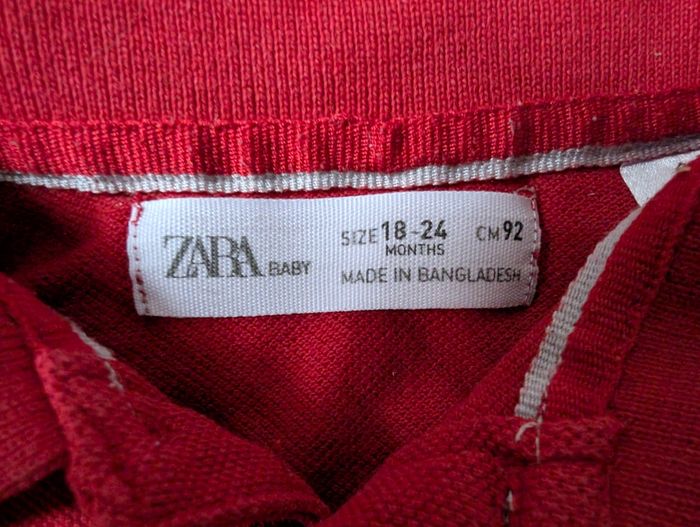 ZARA BABY
SIZE 18-24 CM 92
MONTHS
MADE IN BANGLADESH